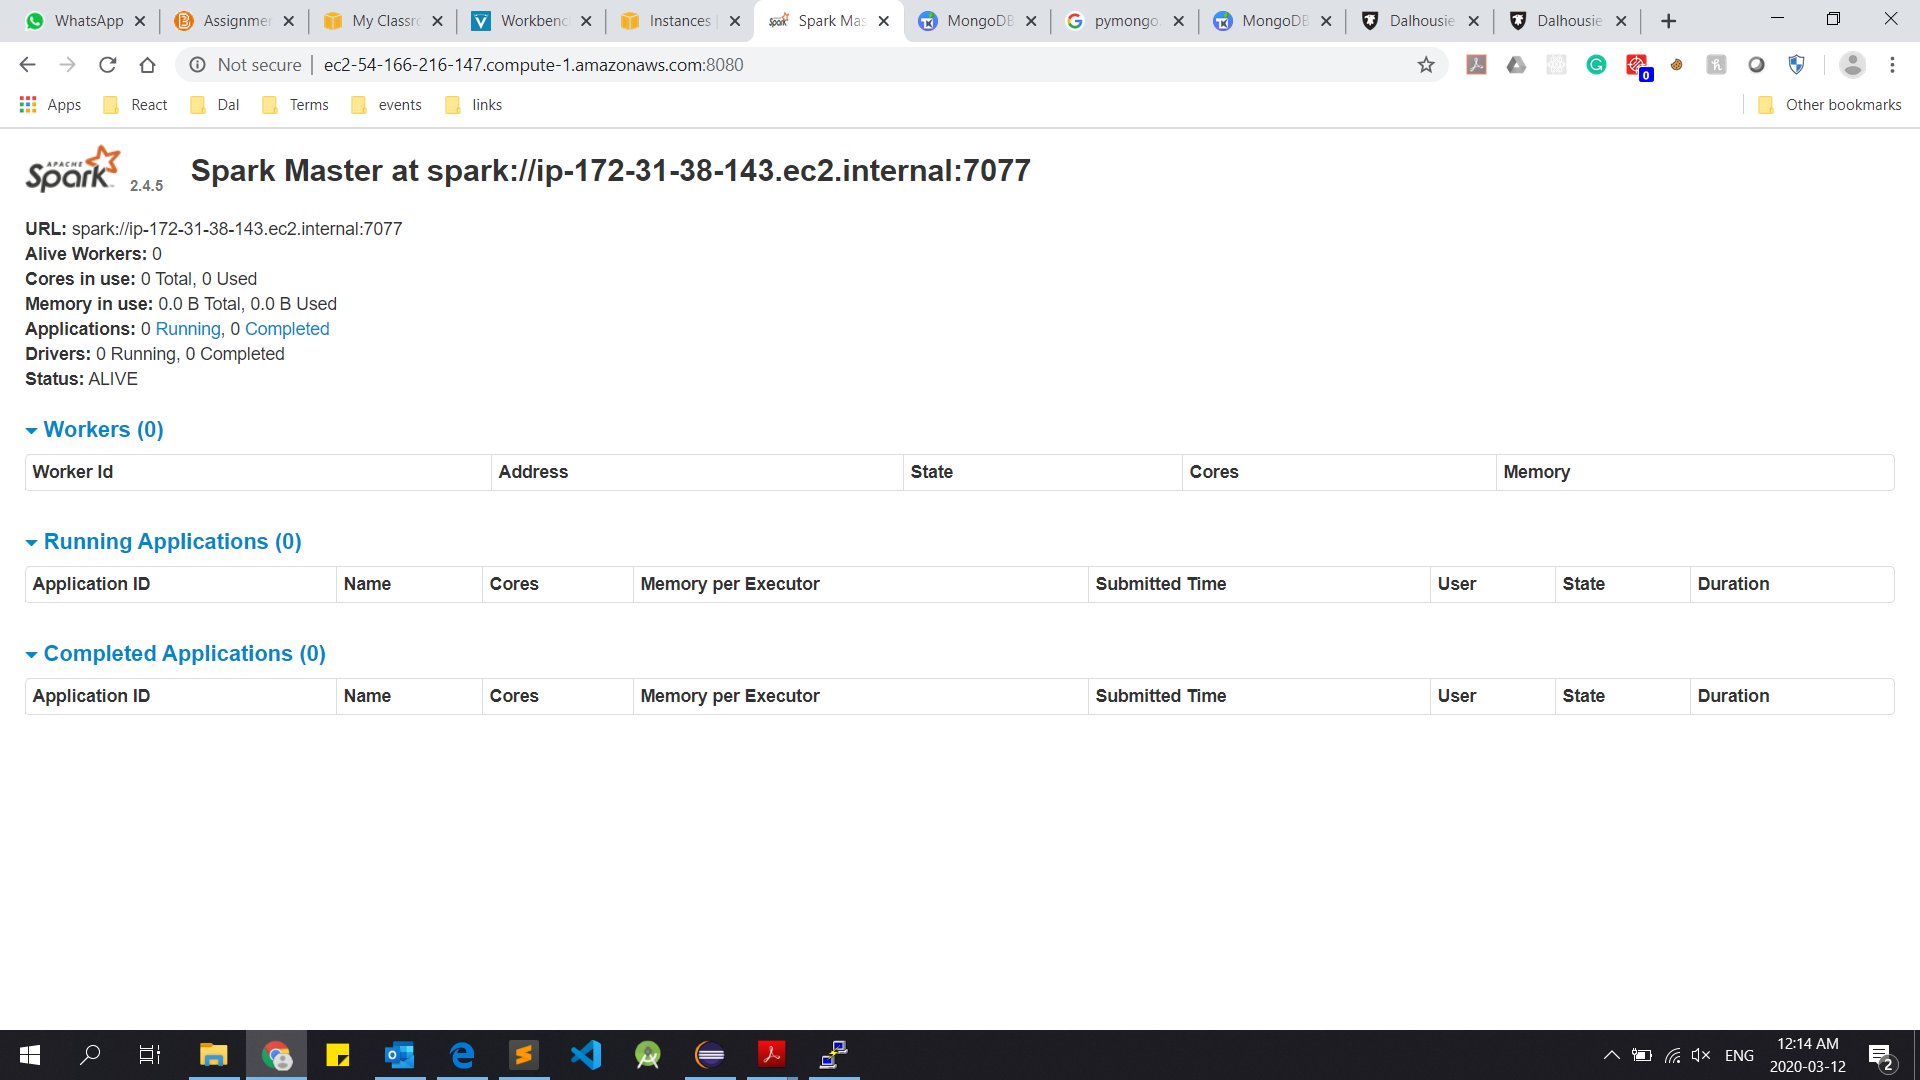 WhatsApp
Assignmen
My Classro
Workbenc
Instances
Spark Mas
MongoDB
pymongo.
MongoDB
Dalhousie
Dalhousie
Not secure
ec2-54-166-216-147.compute-1.amazonaws.com:8080
0
Apps
React
Dal
Terms
events
links
Other bookmarks
APACHE
Spark
2.4.5
Spark Master at spark://ip-172-31-38-143.ec2.internal:7077
URL: spark://ip-172-31-38-143.ec2.internal:7077
Alive Workers: 0
Cores in use: 0 Total, 0 Used
Memory in use: 0.0 B Total, 0.0 B Used
Applications: 0 Running, 0 Completed
Drivers: 0 Running, 0 Completed
Status: ALIVE
Workers (0)
Worker Id Address State Cores Memory
Running Applications (0)
Application ID Name Cores Memory per Executor Submitted Time User State Duration
Completed Applications (0)
Application ID Name Cores Memory per Executor Submitted Time User State Duration
ENG
12:14 AM
2020-03-12
2